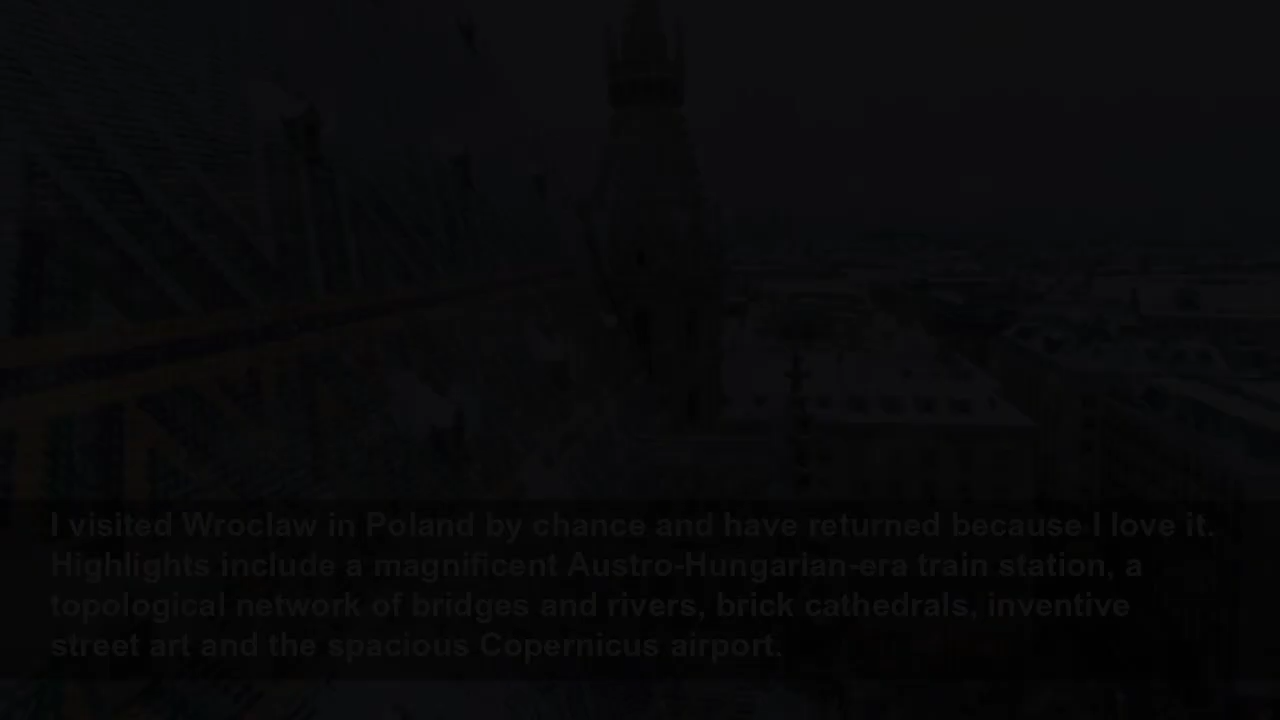 I visited Wroclaw in Poland by chance and have returned because I love it.
Highlights include a magnificent Austro-Hungarian-era train station, a
topological network of bridges and rivers, brick cathedrals, inventive
street art and the spacious Copernicus airport.